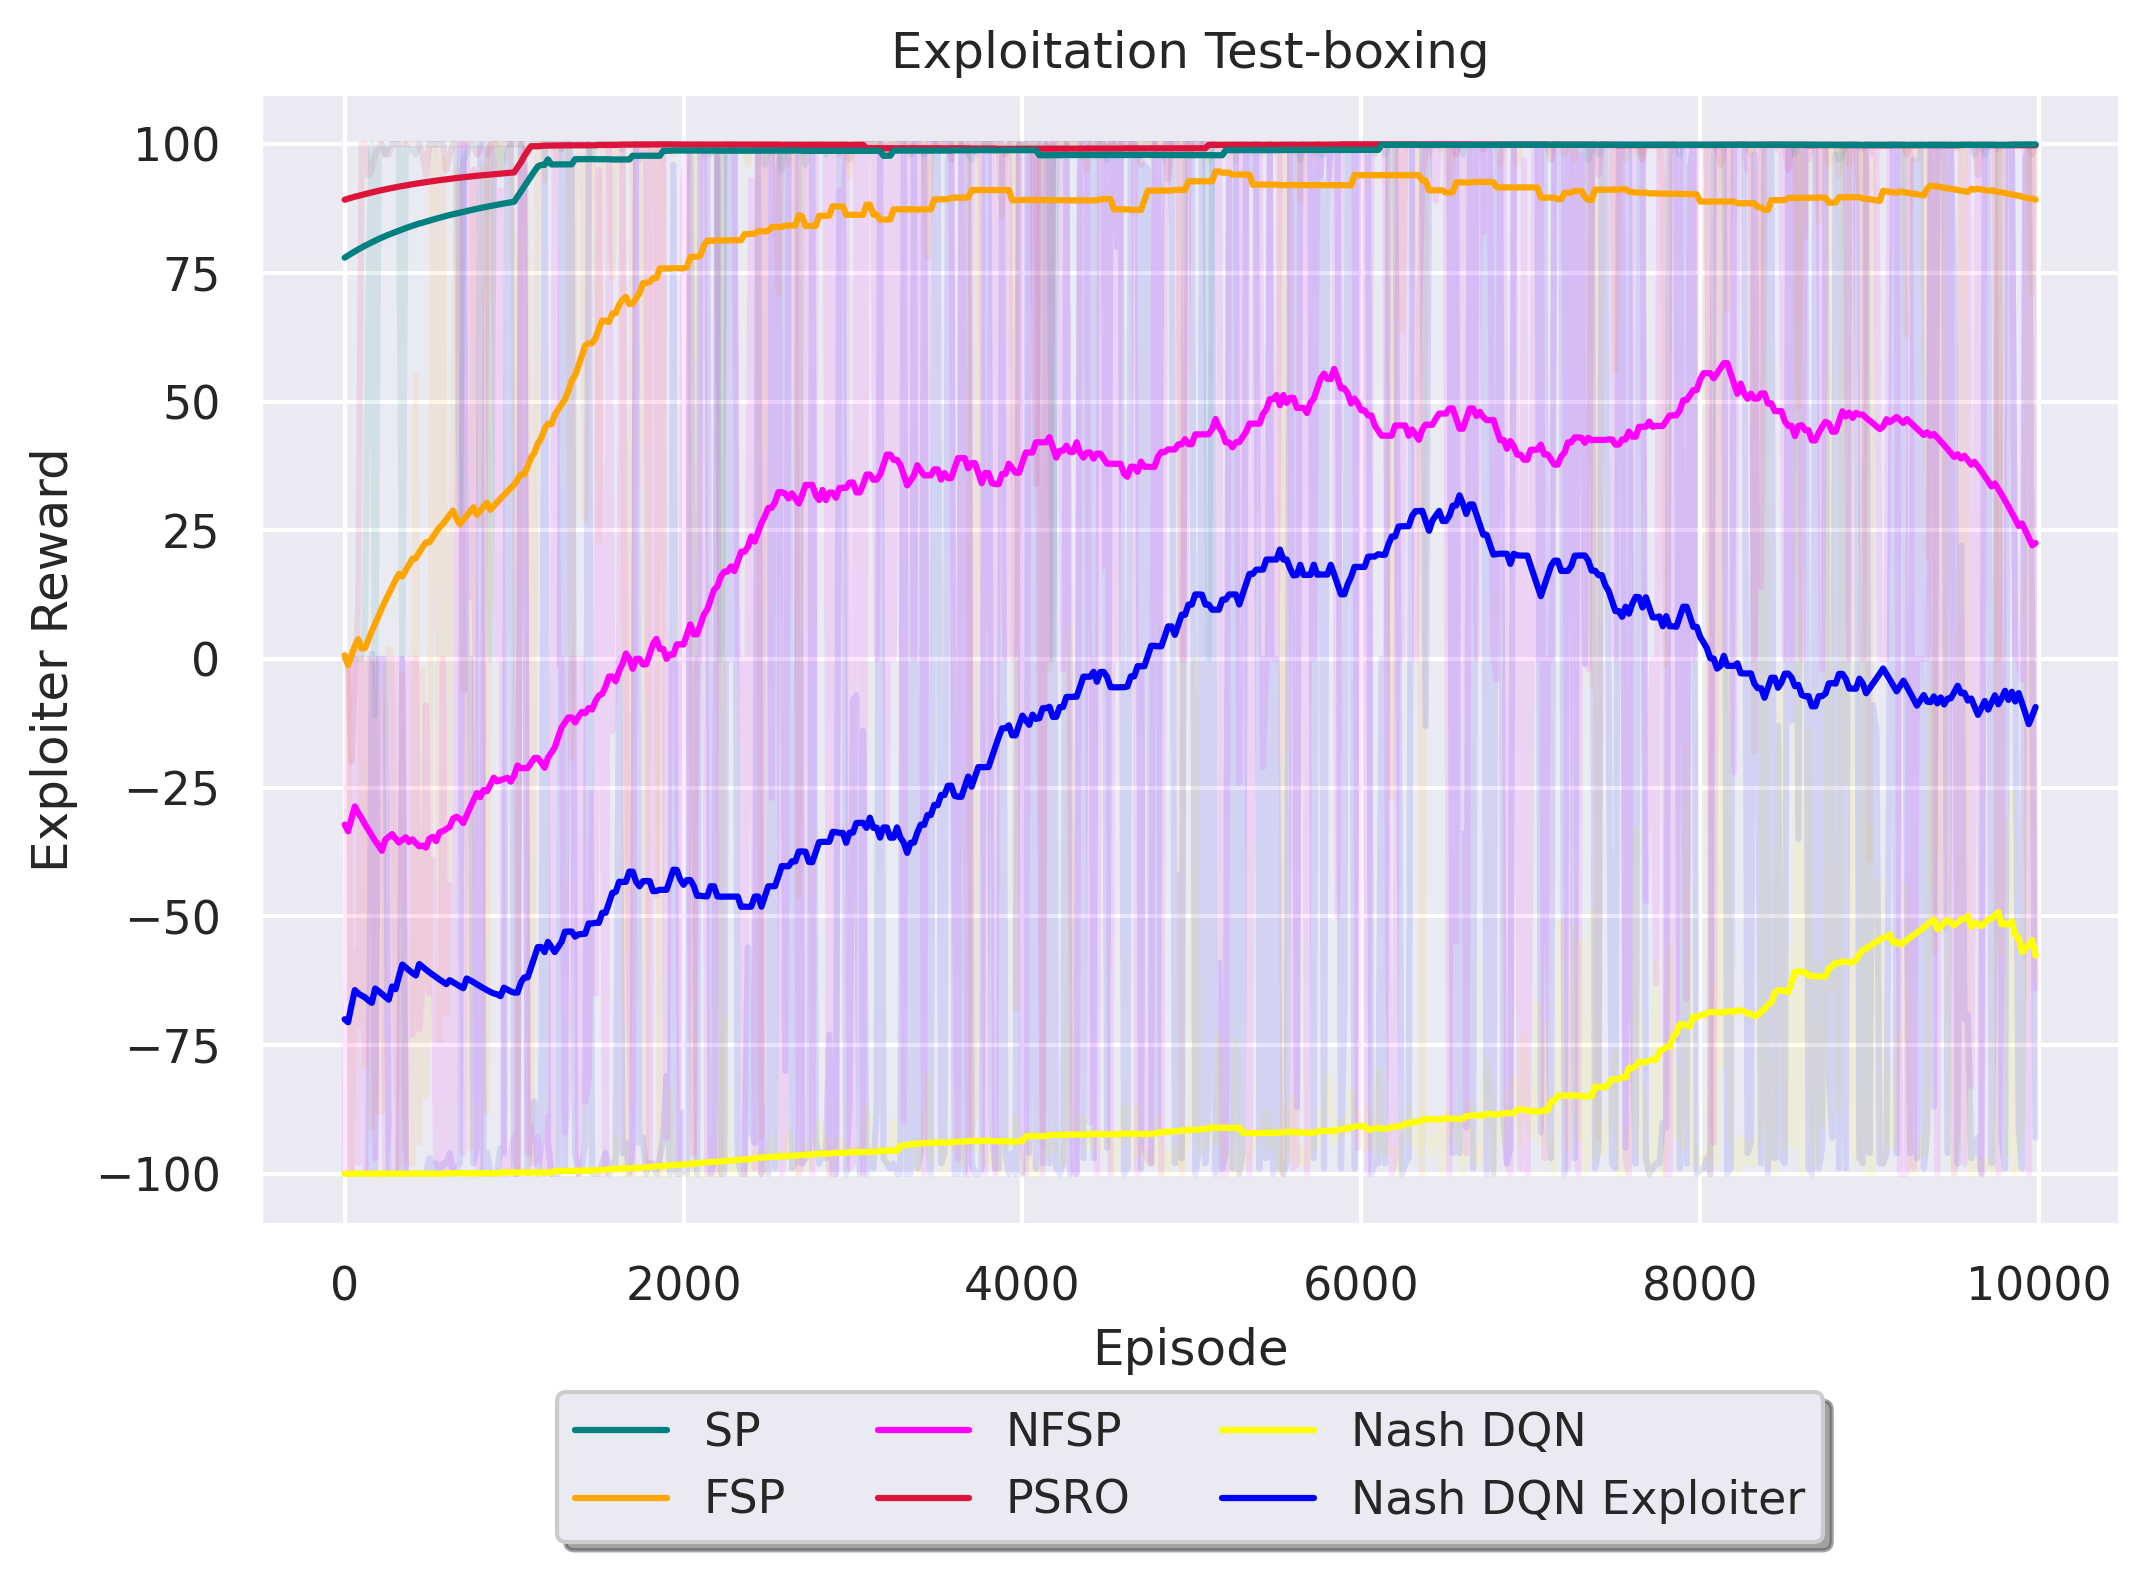 Exploitation Test-boxing
100
75
50
25
0
−25
−50
−75
−100
Exploiter Reward
0 2000 4000 6000 8000 10000
Episode
SP NFSP Nash DQN
FSP PSRO Nash DQN Exploiter